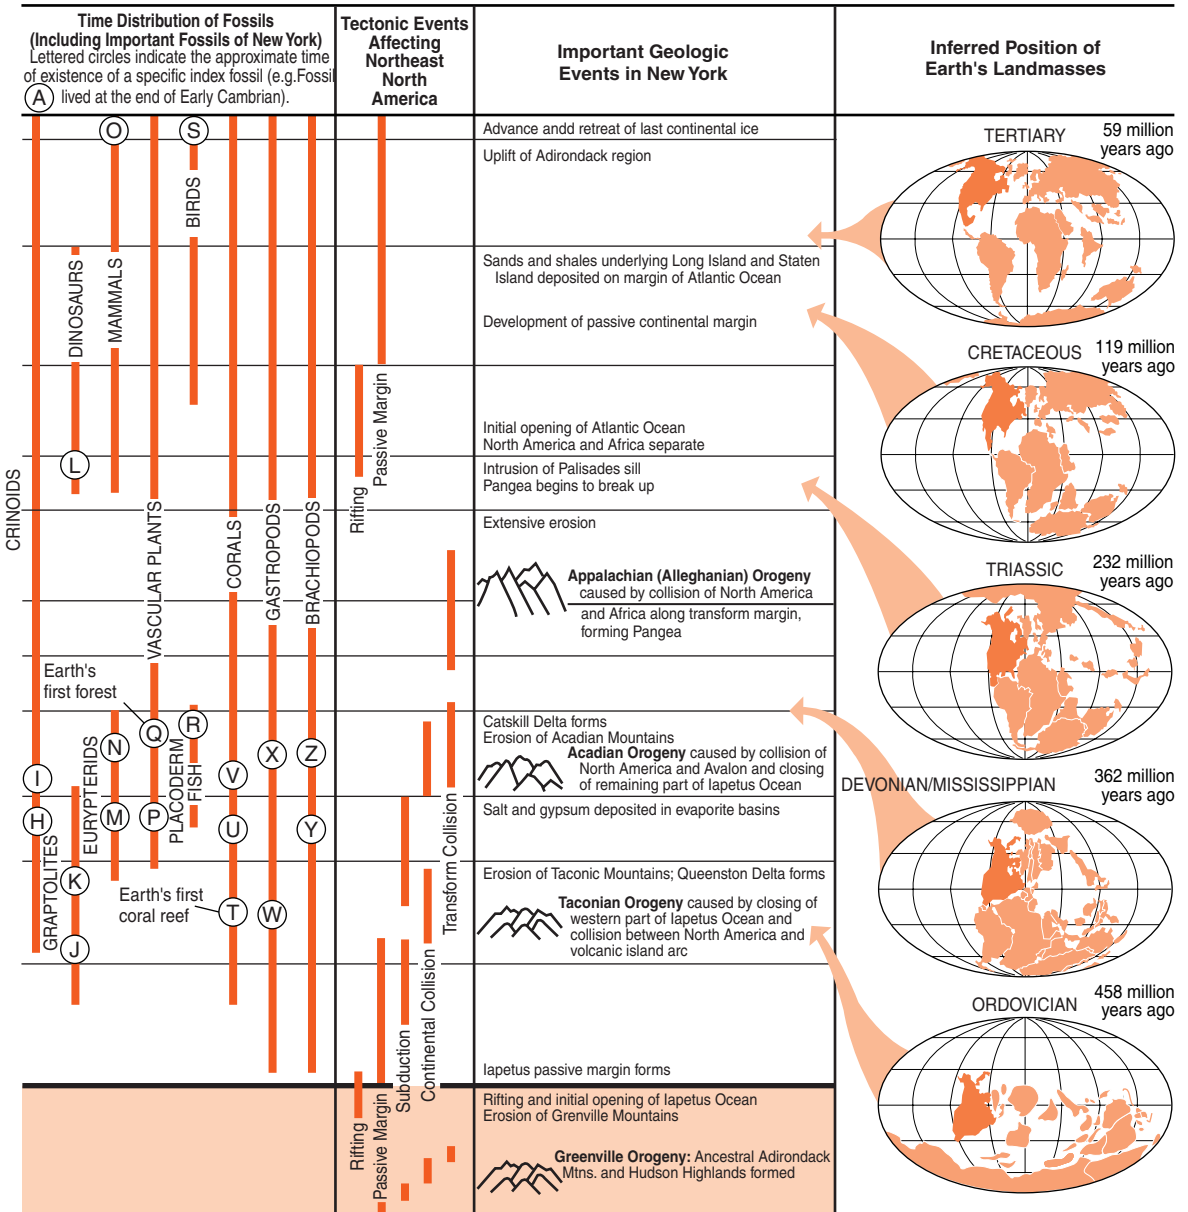 Time Distribution of Fossils
(Including Important Fossils of New York)
Lettered circles indicate the approximate time
of existence of a specific index fossil (e.g.Fossil
A lived at the end of Early Cambrian).
Tectonic Events
Affecting
Northeast
North
America
Important Geologic
Events in New York
Inferred Position of
Earth's Landmasses
CRINOIDS
DINOSAURS
MAMMALS
BIRDS
VASCULAR PLANTS
CORALS
GASTROPODS
BRACHIOPODS
GRAPTOLITES
EURYPTERIDS
PLACODERM
FISH
O
S
L
Earth's
first forest
R
Q
N
X
Z
I
V
H
M
P
U
Y
K
Earth's first
coral reef
T
W
J
Rifting
Passive Margin
Transform Collision
Continental Collision
Subduction
Rifting
Passive Margin
Advance andd retreat of last continental ice
Uplift of Adirondack region
Sands and shales underlying Long Island and Staten
Island deposited on margin of Atlantic Ocean
Development of passive continental margin
Initial opening of Atlantic Ocean
North America and Africa separate
Intrusion of Palisades sill
Pangea begins to break up
Extensive erosion
Appalachian (Alleghanian) Orogeny
caused by collision of North America
and Africa along transform margin,
forming Pangea
Catskill Delta forms
Erosion of Acadian Mountains
Acadian Orogeny caused by collision of
North America and Avalon and closing
of remaining part of Iapetus Ocean
Salt and gypsum deposited in evaporite basins
Erosion of Taconic Mountains; Queenston Delta forms
Taconian Orogeny caused by closing of
western part of Iapetus Ocean and
collision between North America and
volcanic island arc
Iapetus passive margin forms
Rifting and initial opening of Iapetus Ocean
Erosion of Grenville Mountains
Greenville Orogeny: Ancestral Adirondack
Mtns. and Hudson Highlands formed
TERTIARY
59 million
years ago
CRETACEOUS
119 million
years ago
TRIASSIC
232 million
years ago
DEVONIAN/MISSISSIPPIAN
362 million
years ago
ORDOVICIAN
458 million
years ago